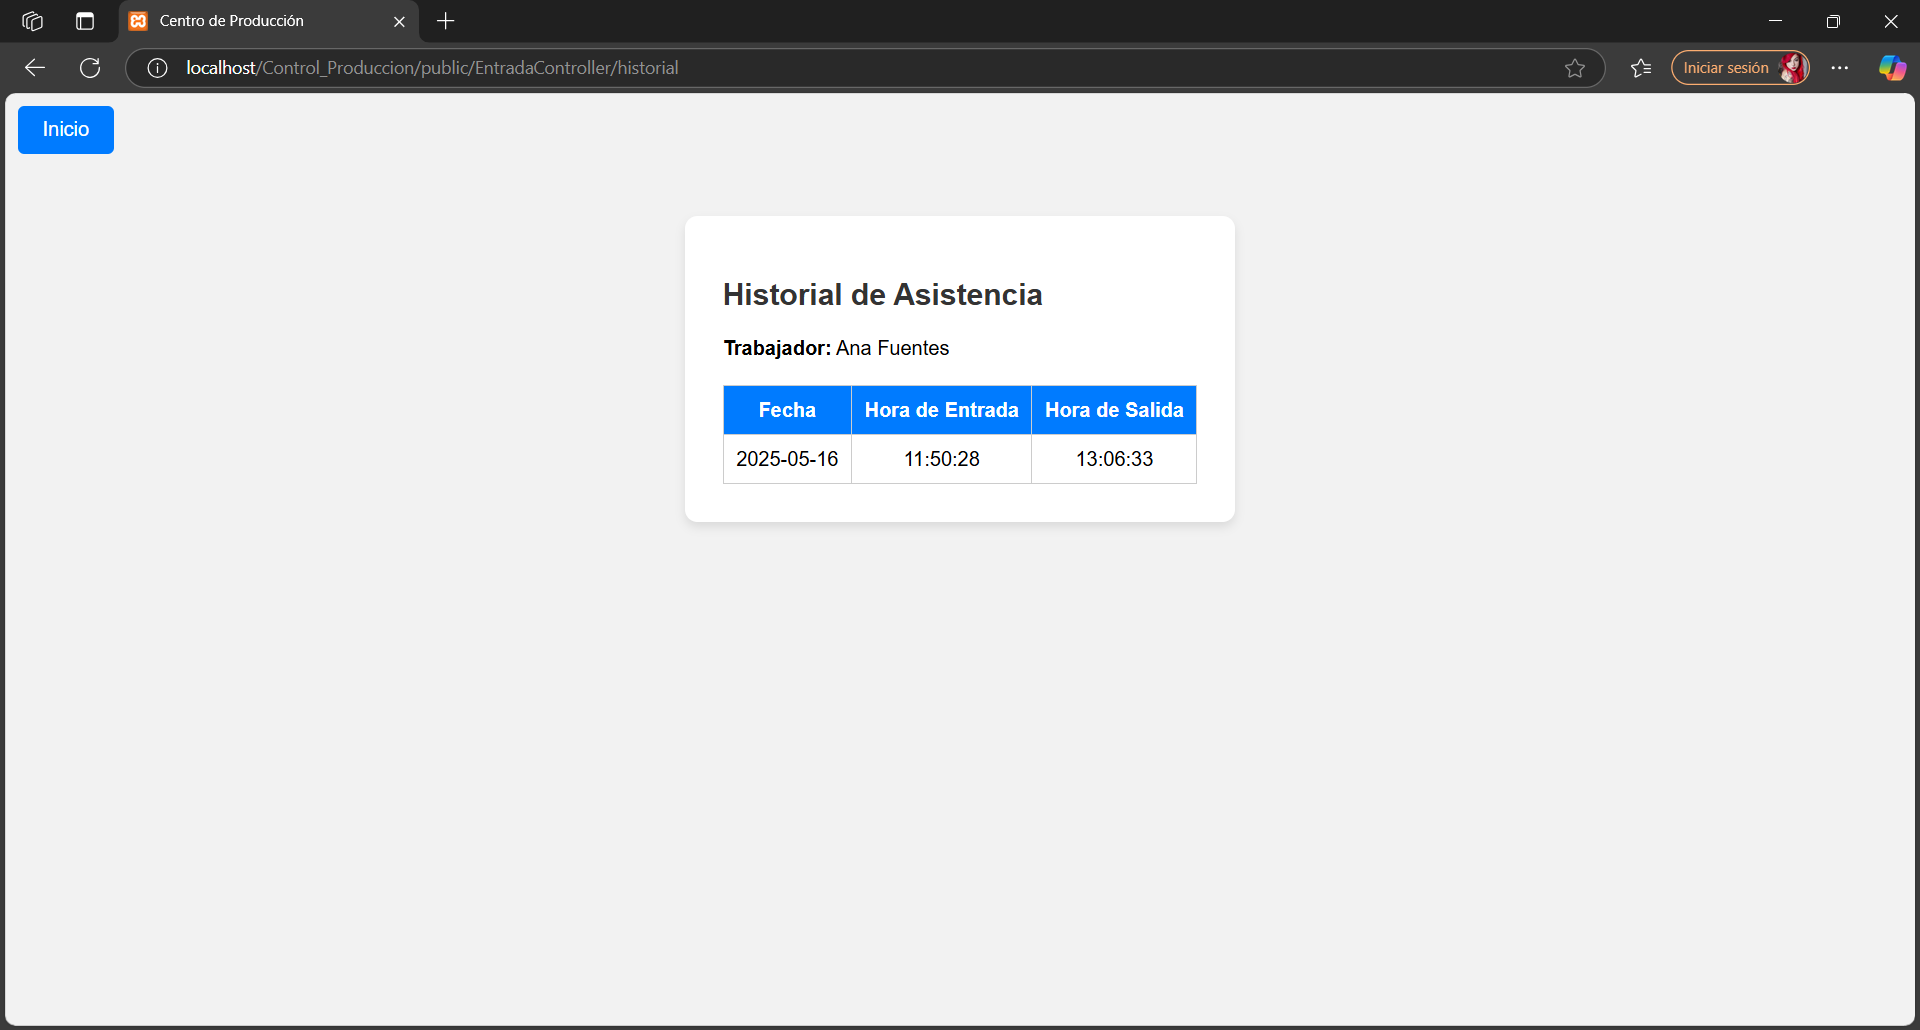 Centro de Producción
localhost/Control_Produccion/public/EntradaController/historial
Iniciar sesión
Inicio
Historial de Asistencia
Trabajador: Ana Fuentes
Fecha Hora de Entrada Hora de Salida
2025-05-16 11:50:28 13:06:33